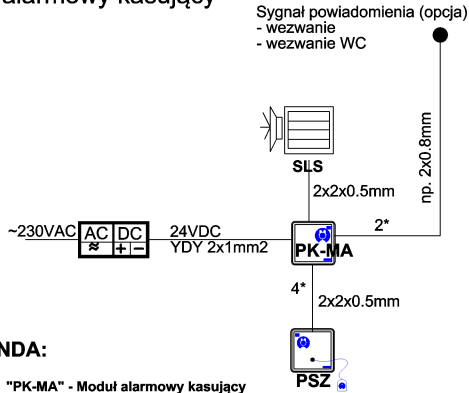 alarmowy kasujący
Sygnał powiadomienia (opcja)
- wezwanie
- wezwanie WC
np. 2x0.8mm
SLS
2x2x0.5mm
~230VAC
AC DC
≈ + −
24VDC
YDY 2x1mm2
2*
PK-MA
4*
2x2x0.5mm
PSZ
NDA:
"PK-MA" - Moduł alarmowy kasujący